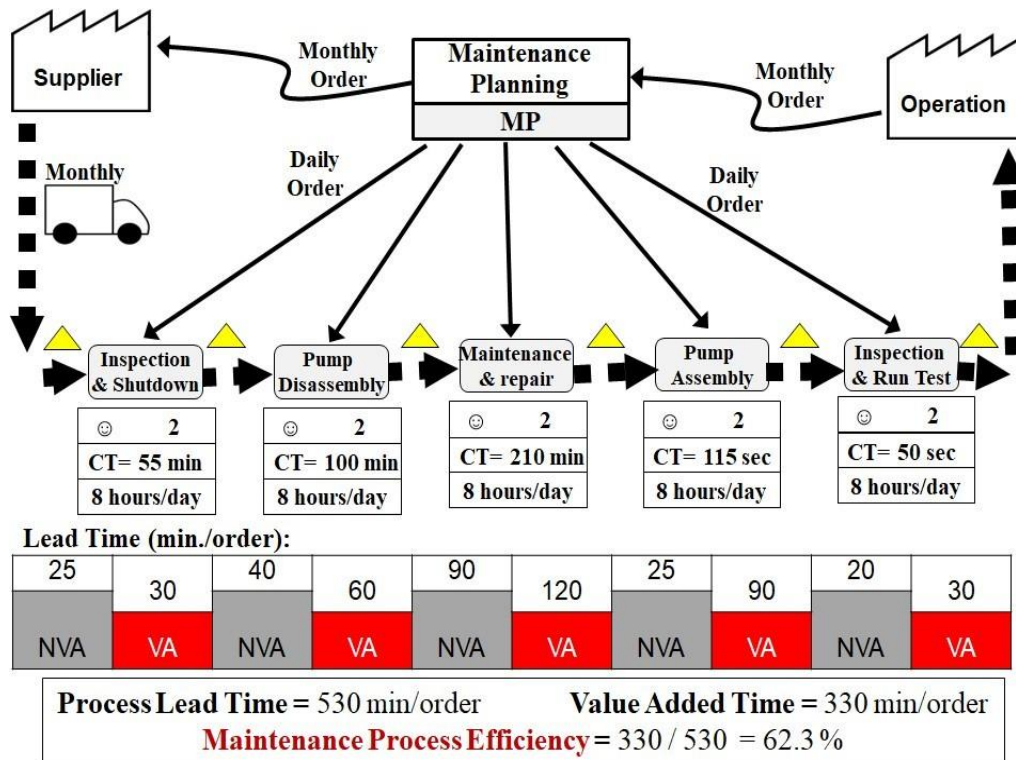 Supplier
Monthly
Order
Maintenance
Planning
MP
Monthly
Order
Operation
Monthly
Daily
Order
Daily
Order
Inspection
& Shutdown
Pump
Disassembly
Maintenance
& repair
Pump
Assembly
Inspection
& Run Test
☺ 2
☺ 2
☺ 2
☺ 2
☺ 2
CT= 55 min
CT= 100 min
CT= 210 min
CT= 115 sec
CT= 50 sec
8 hours/day
8 hours/day
8 hours/day
8 hours/day
8 hours/day
Lead Time (min./order):
25 30 40 60 90 120 25 90 20 30
NVA VA NVA VA NVA VA NVA VA NVA VA
Process Lead Time = 530 min/order Value Added Time = 330 min/order
Maintenance Process Efficiency = 330 / 530 = 62.3 %